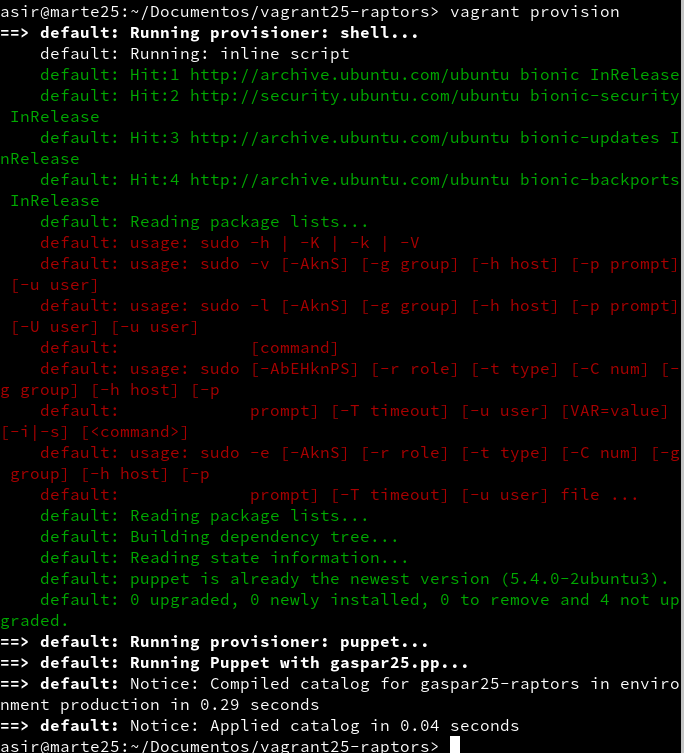 asir@marte25:~/Documentos/vagrant25-raptors> vagrant provision
==> default: Running provisioner: shell...
    default: Running: inline script
    default: Hit:1 http://archive.ubuntu.com/ubuntu bionic InRelease
    default: Hit:2 http://security.ubuntu.com/ubuntu bionic-security
 InRelease
    default: Hit:3 http://archive.ubuntu.com/ubuntu bionic-updates I
nRelease
    default: Hit:4 http://archive.ubuntu.com/ubuntu bionic-backports
 InRelease
    default: Reading package lists...
    default: usage: sudo -h | -K | -k | -V
    default: usage: sudo -v [-AknS] [-g group] [-h host] [-p prompt]
 [-u user]
    default: usage: sudo -l [-AknS] [-g group] [-h host] [-p prompt]
 [-U user] [-u user]
    default:             [command]
    default: usage: sudo [-AbEHknPS] [-r role] [-t type] [-C num] [-
g group] [-h host] [-p
    default:             prompt] [-T timeout] [-u user] [VAR=value]
[-i|-s] [<command>]
    default: usage: sudo -e [-AknS] [-r role] [-t type] [-C num] [-g
 group] [-h host] [-p
    default:             prompt] [-T timeout] [-u user] file ...
    default: Reading package lists...
    default: Building dependency tree...
    default: Reading state information...
    default: puppet is already the newest version (5.4.0-2ubuntu3).
    default: 0 upgraded, 0 newly installed, 0 to remove and 4 not up
graded.
==> default: Running provisioner: puppet...
==> default: Running Puppet with gaspar25.pp...
==> default: Notice: Compiled catalog for gaspar25-raptors in enviro
nment production in 0.29 seconds
==> default: Notice: Applied catalog in 0.04 seconds
asir@marte25:~/Documentos/vagrant25-raptors>